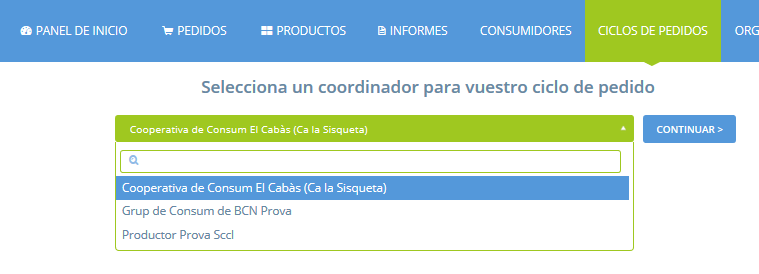 PANEL DE INICIO PEDIDOS PRODUCTOS INFORMES CONSUMIDORES CICLOS DE PEDIDOS ORG
Selecciona un coordinador para vuestro ciclo de pedido
Cooperativa de Consum El Cabàs (Ca la Sisqueta) CONTINUAR >
Cooperativa de Consum El Cabàs (Ca la Sisqueta)
Grup de Consum de BCN Prova
Productor Prova Sccl